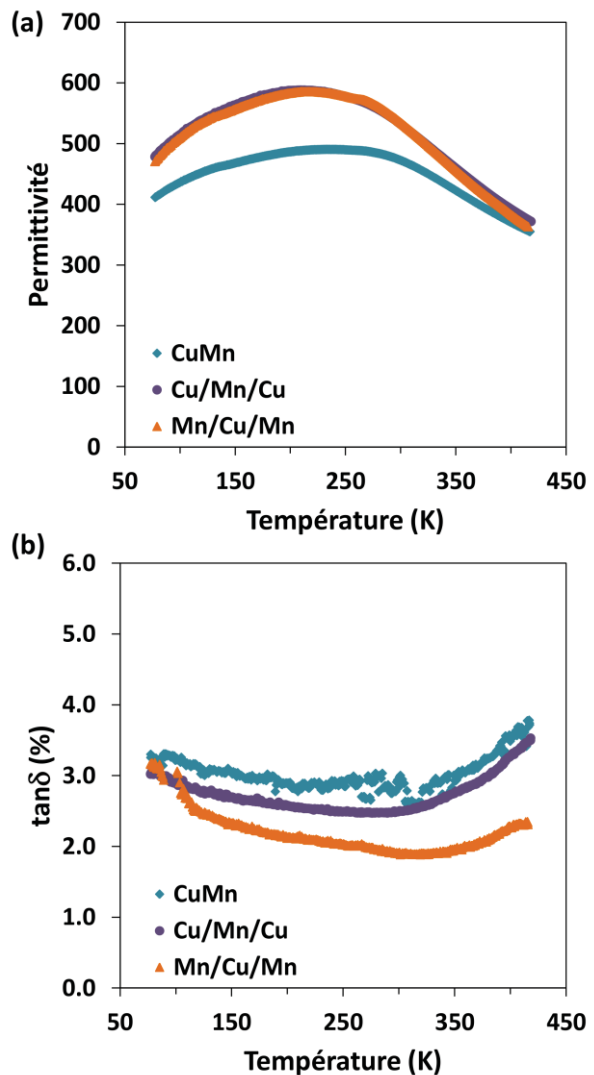 (a)
700
600
500
400
300
200
100
0
Permittivité
CuMn
Cu/Mn/Cu
Mn/Cu/Mn
50 150 250 350 450
Température (K)
(b)
6.0
5.0
4.0
3.0
2.0
1.0
0.0
tanδ (%)
CuMn
Cu/Mn/Cu
Mn/Cu/Mn
50 150 250 350 450
Température (K)